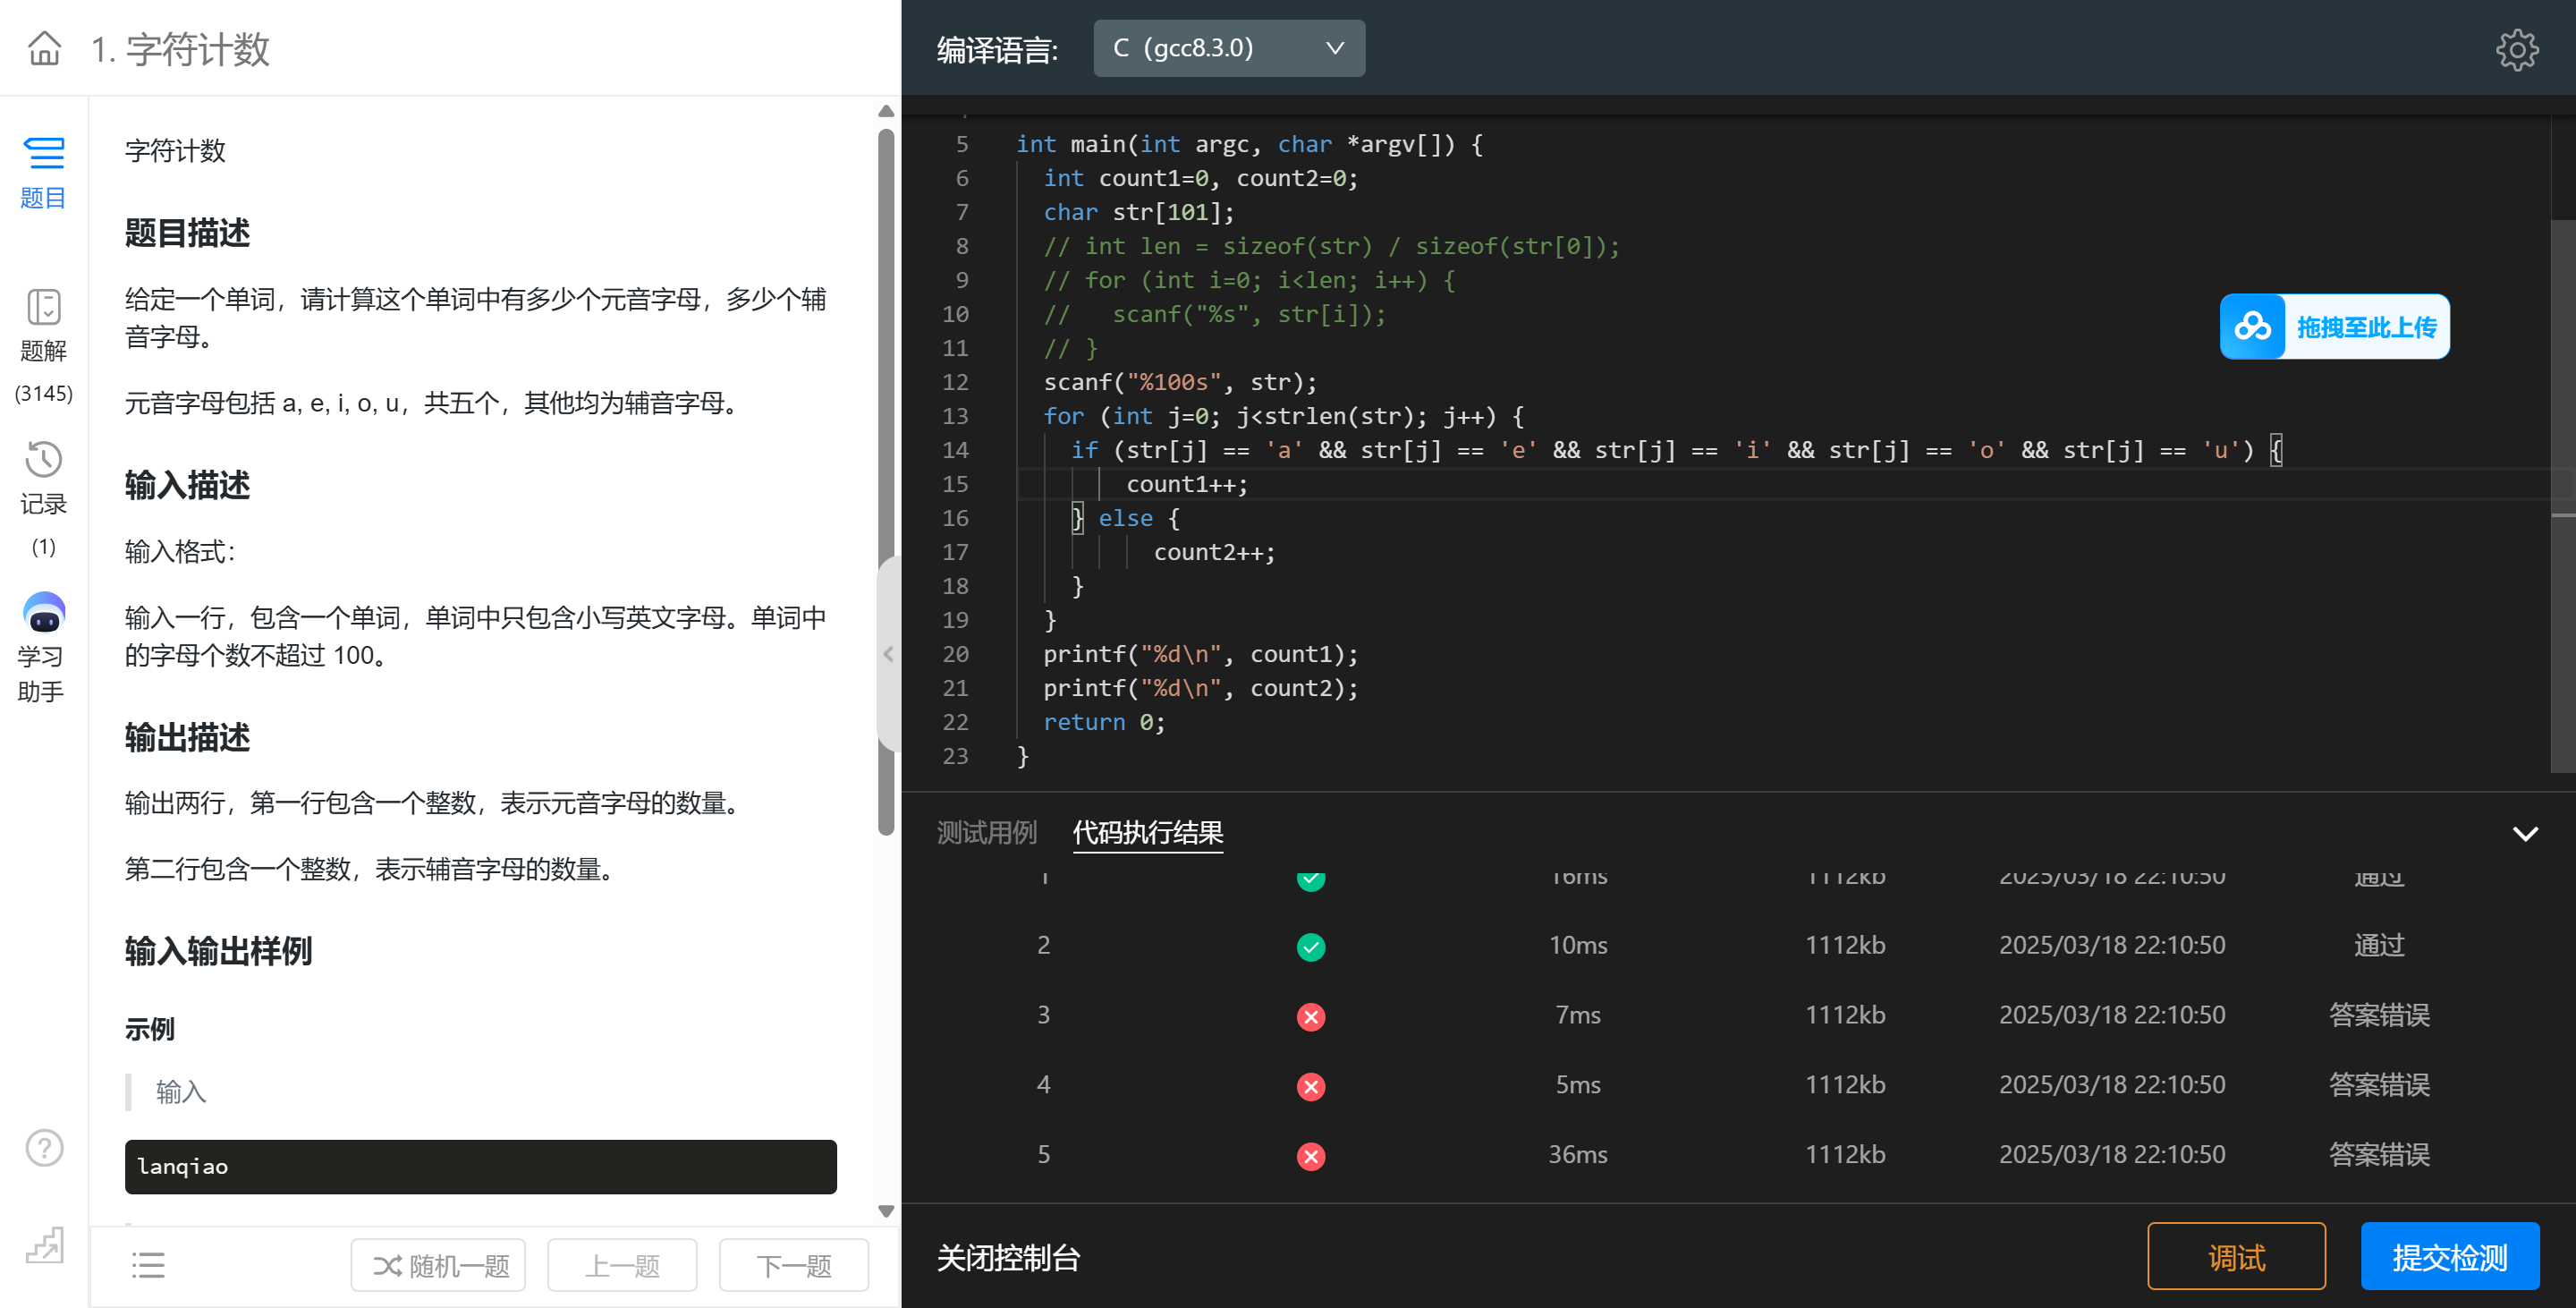 1. 字符计数
题目
题解
(3145)
记录
(1)
学习
助手
字符计数
题目描述
给定一个单词，请计算这个单词中有多少个元音字母，多少个辅
音字母。
元音字母包括 a, e, i, o, u，共五个，其他均为辅音字母。
输入描述
输入格式：
输入一行，包含一个单词，单词中只包含小写英文字母。单词中
的字母个数不超过 100。
输出描述
输出两行，第一行包含一个整数，表示元音字母的数量。
第二行包含一个整数，表示辅音字母的数量。
输入输出样例
示例
输入
lanqiao
随机一题
上一题
下一题
编译语言:
C（gcc8.3.0）
5 int main(int argc, char *argv[]) {
6 int count1=0, count2=0;
7 char str[101];
8 // int len = sizeof(str) / sizeof(str[0]);
9 // for (int i=0; i<len; i++) {
10 //   scanf("%s", str[i]);
11 // }
12 scanf("%100s", str);
13 for (int j=0; j<strlen(str); j++) {
14 if (str[j] == 'a' && str[j] == 'e' && str[j] == 'i' && str[j] == 'o' && str[j] == 'u') {
15 count1++;
16 } else {
17 count2++;
18 }
19 }
20 printf("%d\n", count1);
21 printf("%d\n", count2);
22 return 0;
23 }
拖拽至此上传
测试用例 代码执行结果
1 16ms 1112kb 2025/03/18 22:10:50 通过
2 10ms 1112kb 2025/03/18 22:10:50 通过
3 7ms 1112kb 2025/03/18 22:10:50 答案错误
4 5ms 1112kb 2025/03/18 22:10:50 答案错误
5 36ms 1112kb 2025/03/18 22:10:50 答案错误
关闭控制台
调试
提交检测